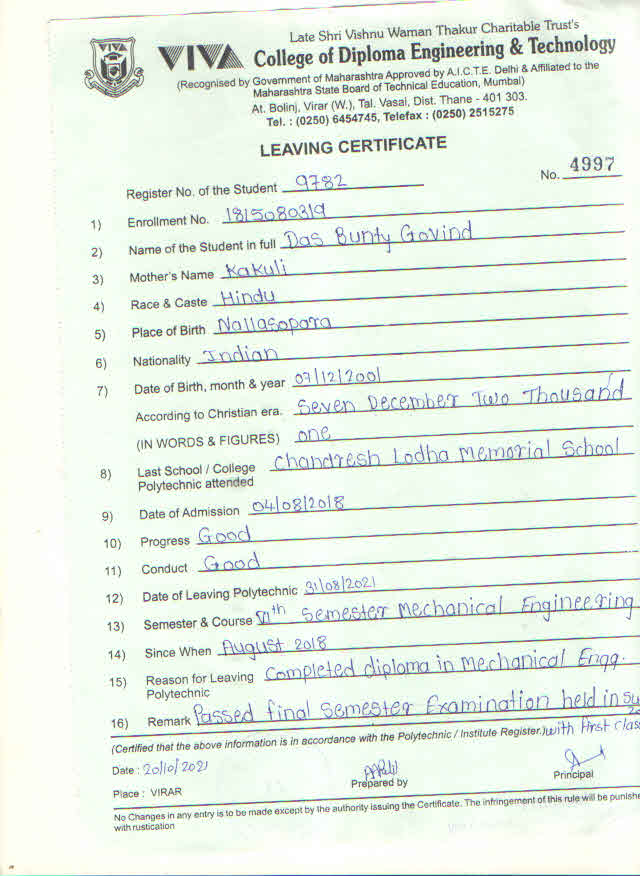 Late Shri Vishnu Waman Thakur Charitable Trust's
VIVA
VIVA College of Diploma Engineering & Technology
(Recognised by Government of Maharashtra Approved by A.I.C.T.E. Delhi & Affiliated to the
Maharashtra State Board of Technical Education, Mumbai)
At. Bolinj, Virar (W.), Tal. Vasai, Dist. Thane - 401 303.
Tel. : (0250) 6454745, Telefax : (0250) 2515275
LEAVING CERTIFICATE
No. 4997
Register No. of the Student 9782
1) Enrollment No. 1815080319
2) Name of the Student in full Das Bunty Govind
3) Mother's Name Kakuli
4) Race & Caste Hindu
5) Place of Birth Nallasopara
6) Nationality Indian
7) Date of Birth, month & year 07/12/2001
According to Christian era. Seven December Two Thousand
(IN WORDS & FIGURES) one
8) Last School / College Chandresh Lodha Memorial School
Polytechnic attended
9) Date of Admission 04/08/2018
10) Progress Good
11) Conduct Good
12) Date of Leaving Polytechnic 31/08/2021
13) Semester & Course VIth Semester Mechanical Engineering
14) Since When August 2018
15) Reason for Leaving Completed diploma in Mechanical Engg.
Polytechnic
16) Remark Passed final Semester Examination held in Su
20
(Certified that the above information is in accordance with the Polytechnic / Institute Register.) with first class
Date : 20/10/2021
Prepared by
Principal
Place : VIRAR
No Changes in any entry is to be made except by the authority issuing the Certificate. The infringement of this rule will be punishe
with rustication